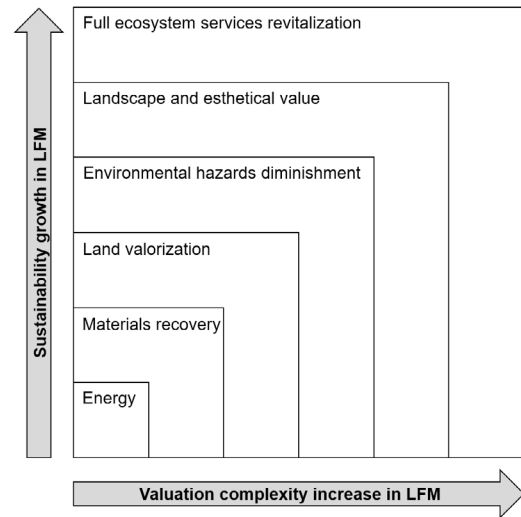 Full ecosystem services revitalization
Landscape and esthetical value
Environmental hazards diminishment
Land valorization
Materials recovery
Energy
Sustainability growth in LFM
Valuation complexity increase in LFM